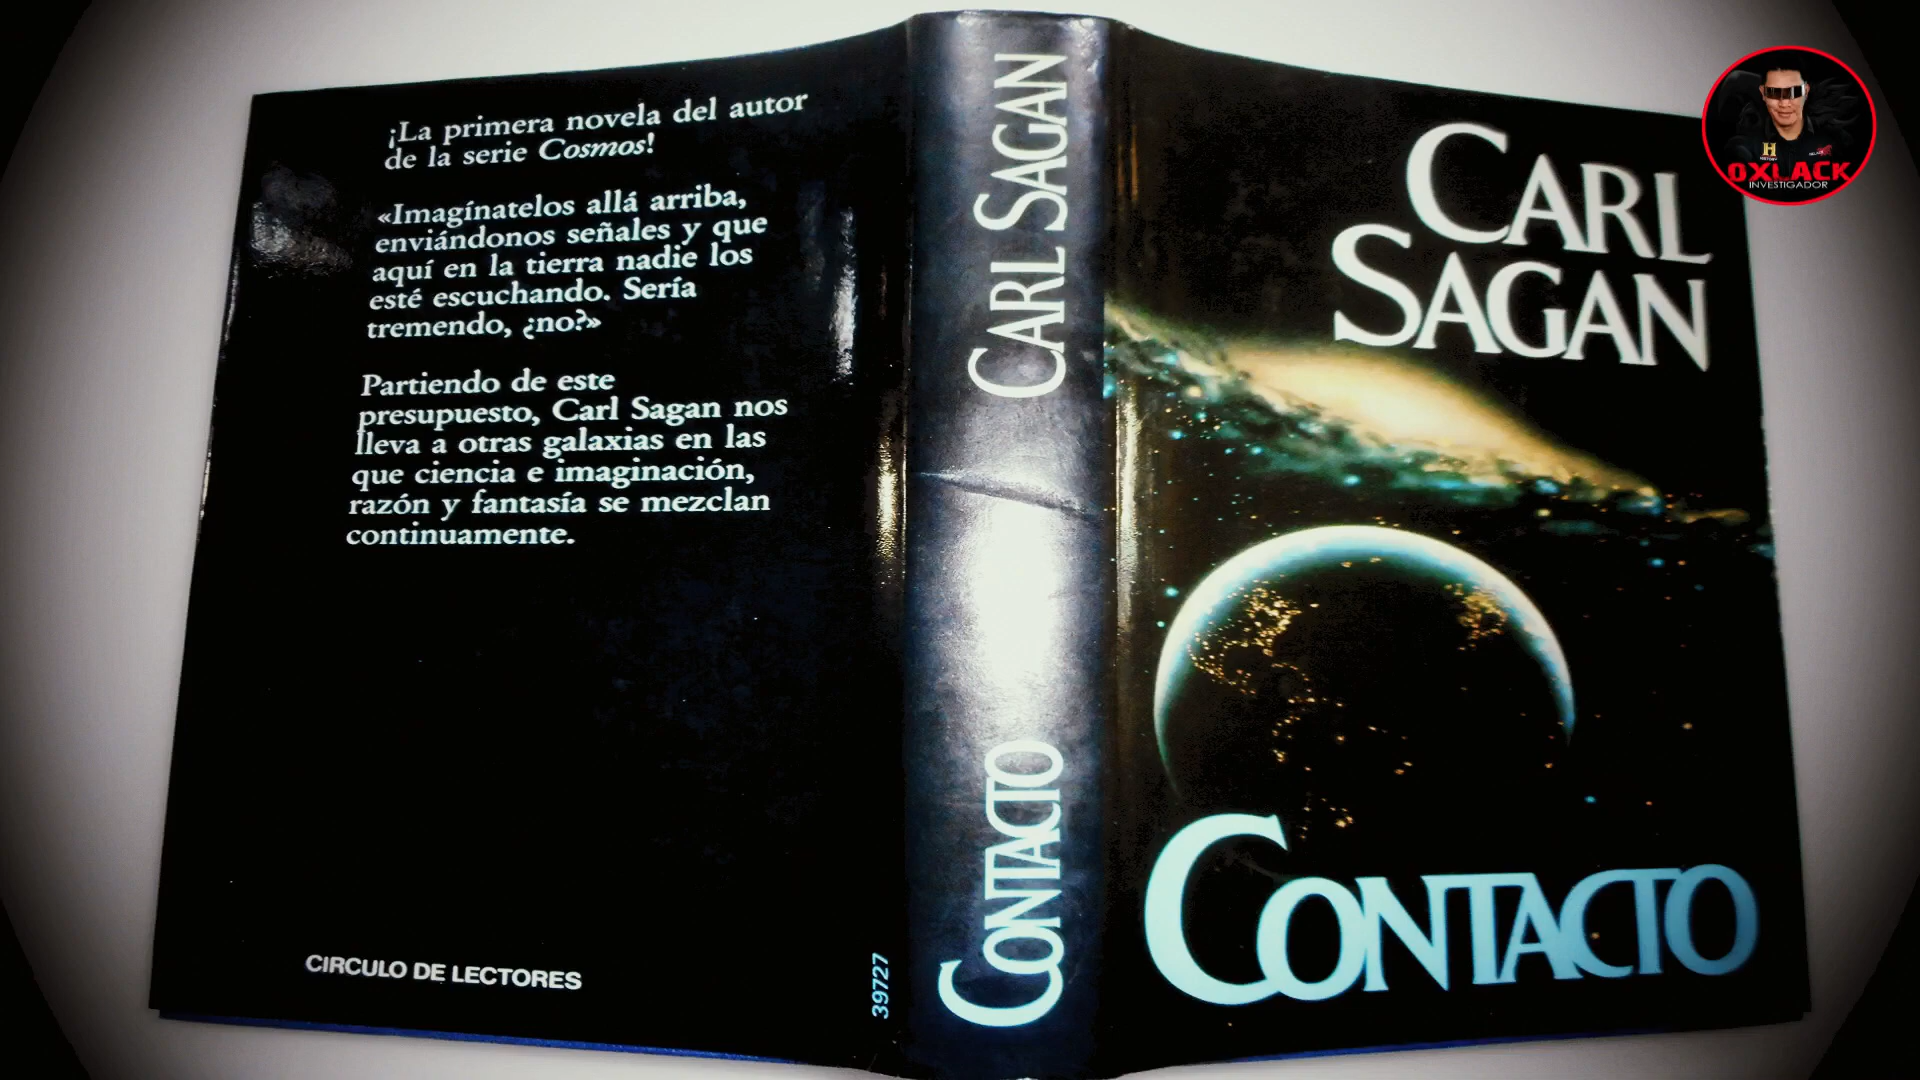 ¡La primera novela del autor
de la serie Cosmos!
«Imagínatelos allá arriba,
enviándonos señales y que
aquí en la tierra nadie los
esté escuchando. Sería
tremendo, ¿no?»
Partiendo de este
presupuesto, Carl Sagan nos
lleva a otras galaxias en las
que ciencia e imaginación,
razón y fantasía se mezclan
continuamente.
CIRCULO DE LECTORES
39727
CARL SAGAN
CONTACTO
CARL
SAGAN
CONTACTO
H
OXLACK
INVESTIGADOR